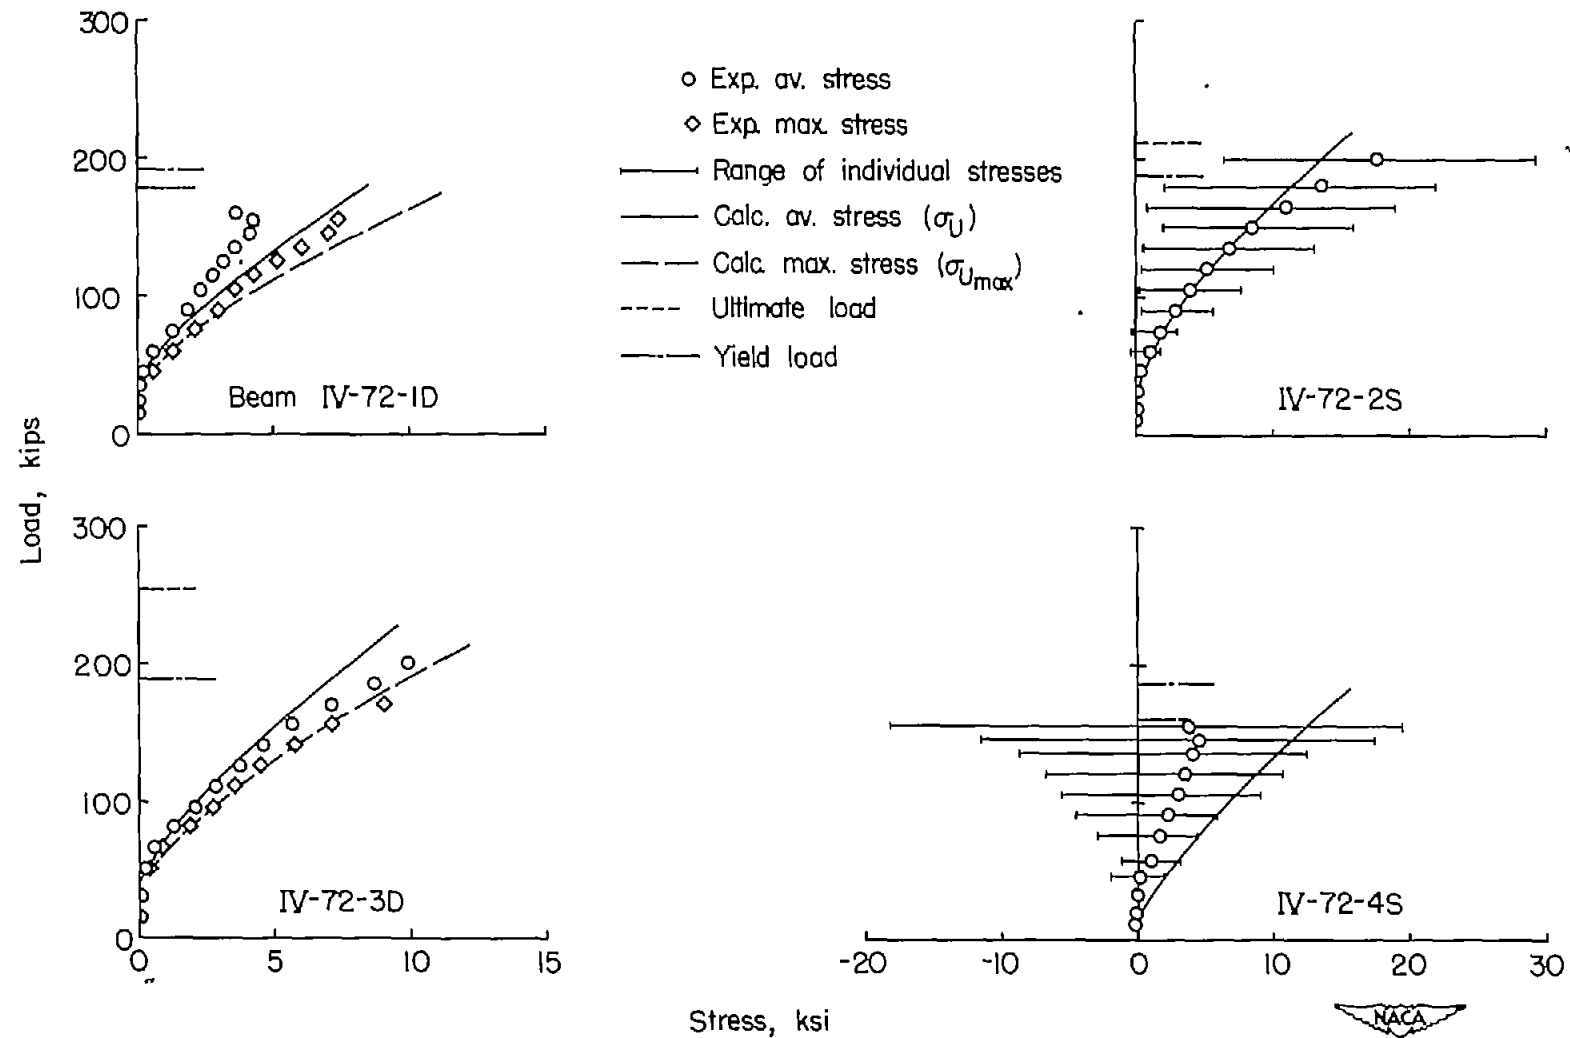 300
200
100
0
Beam IV-72-1D
Exp. av. stress
Exp. max. stress
Range of individual stresses
Calc. av. stress (σU)
Calc. max. stress (σUmax)
Ultimate load
Yield load
IV-72-2S
Load, kips
300
200
100
0
IV-72-3D
0 5 10 15
IV-72-4S
-20 -10 0 10 20 30
Stress, ksi
NACA